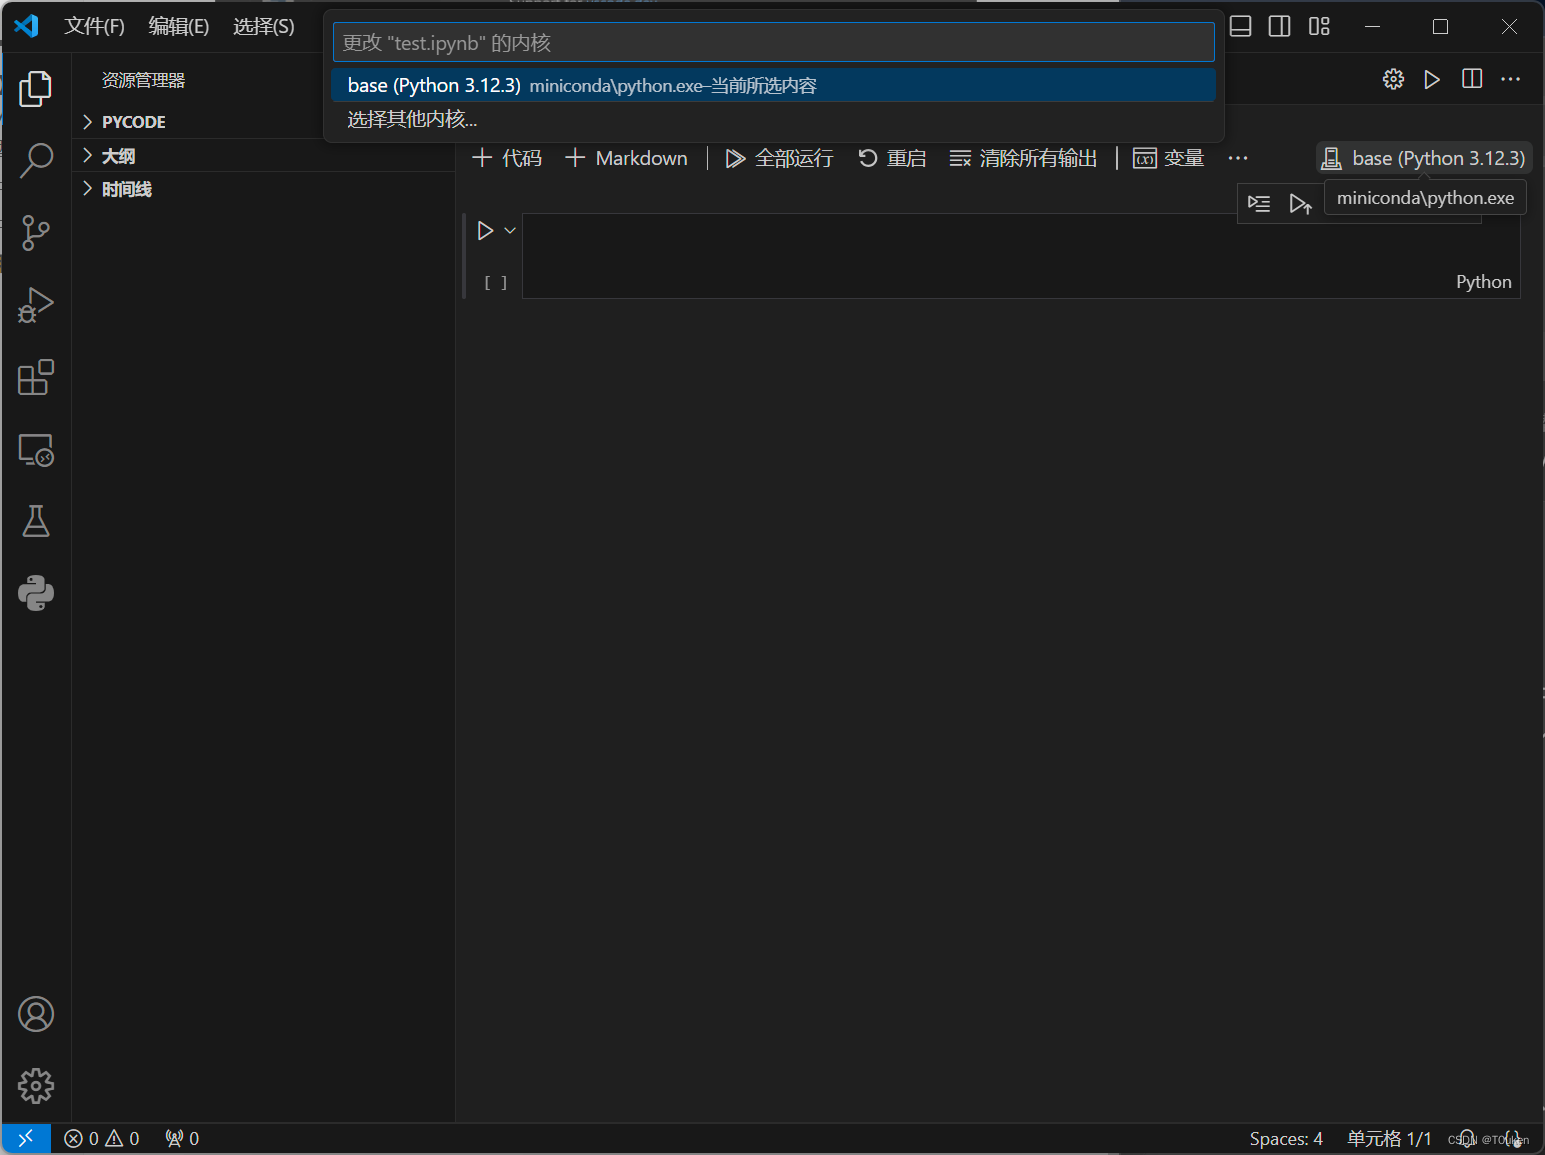 文件(F) 编辑(E) 选择(S)
更改 "test.ipynb" 的内核
base (Python 3.12.3) miniconda\python.exe–当前所选内容
选择其他内核...
资源管理器
PYCODE
大纲
时间线
代码 Markdown 全部运行 重启 清除所有输出 变量 ... base (Python 3.12.3)
miniconda\python.exe
[ ]
Python
0 0 0 Spaces: 4 单元格 1/1
CSDN @TOuken